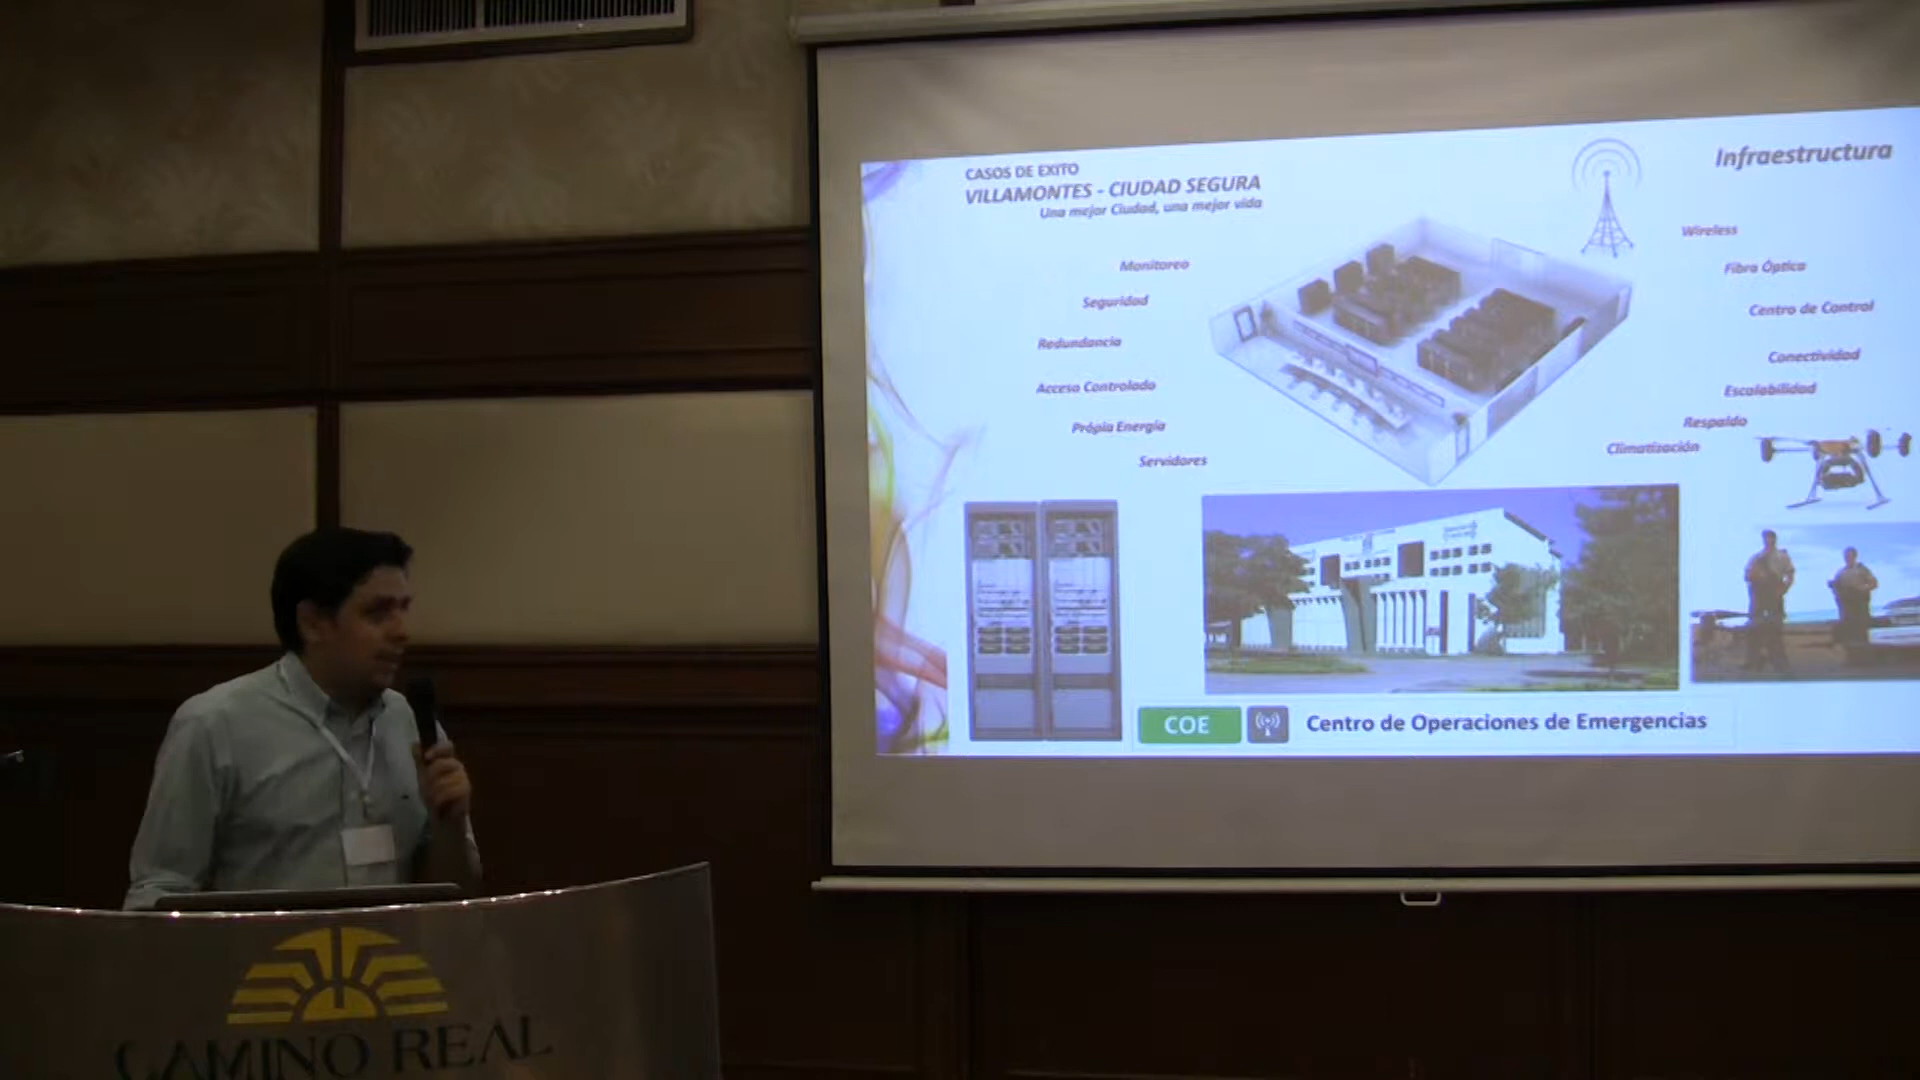 CASOS DE EXITO
VILLAMONTES - CIUDAD SEGURA
Una mejor Ciudad, una mejor vida
Infraestructura
Monitoreo
Seguridad
Redundancia
Acceso Controlado
Própia Energía
Servidores
Wireless
Fibra Óptica
Centro de Control
Conectividad
Escalabilidad
Respaldo
Climatización
COE
Centro de Operaciones de Emergencias
CAMINO REAL